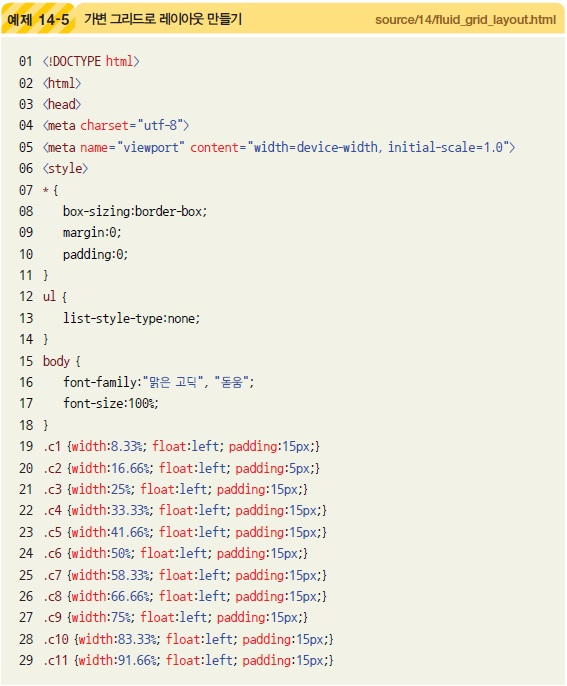 예제 14-5 가변 그리드로 레이아웃 만들기 source/14/fluid_grid_layout.html
01 <!DOCTYPE html>
02 <html>
03 <head>
04 <meta charset="utf-8">
05 <meta name="viewport" content="width=device-width, initial-scale=1.0">
06 <style>
07 * {
08 box-sizing:border-box;
09 margin:0;
10 padding:0;
11 }
12 ul {
13 list-style-type:none;
14 }
15 body {
16 font-family:"맑은 고딕", "돋움";
17 font-size:100%;
18 }
19 .c1 {width:8.33%; float:left; padding:15px;}
20 .c2 {width:16.66%; float:left; padding:5px;}
21 .c3 {width:25%; float:left; padding:15px;}
22 .c4 {width:33.33%; float:left; padding:15px;}
23 .c5 {width:41.66%; float:left; padding:15px;}
24 .c6 {width:50%; float:left; padding:15px;}
25 .c7 {width:58.33%; float:left; padding:15px;}
26 .c8 {width:66.66%; float:left; padding:15px;}
27 .c9 {width:75%; float:left; padding:15px;}
28 .c10 {width:83.33%; float:left; padding:15px;}
29 .c11 {width:91.66%; float:left; padding:15px;}